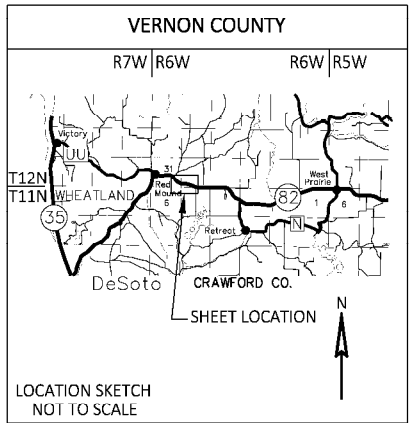 VERNON COUNTY
R7W R6W R6W R5W
Victory
UU
31
West
Prairie
T12N
T11N WHEATLAND
Red
Mound
6
82
1 6
35
N
Retreat
DeSoto CRAWFORD CO.
SHEET LOCATION
N
LOCATION SKETCH
NOT TO SCALE